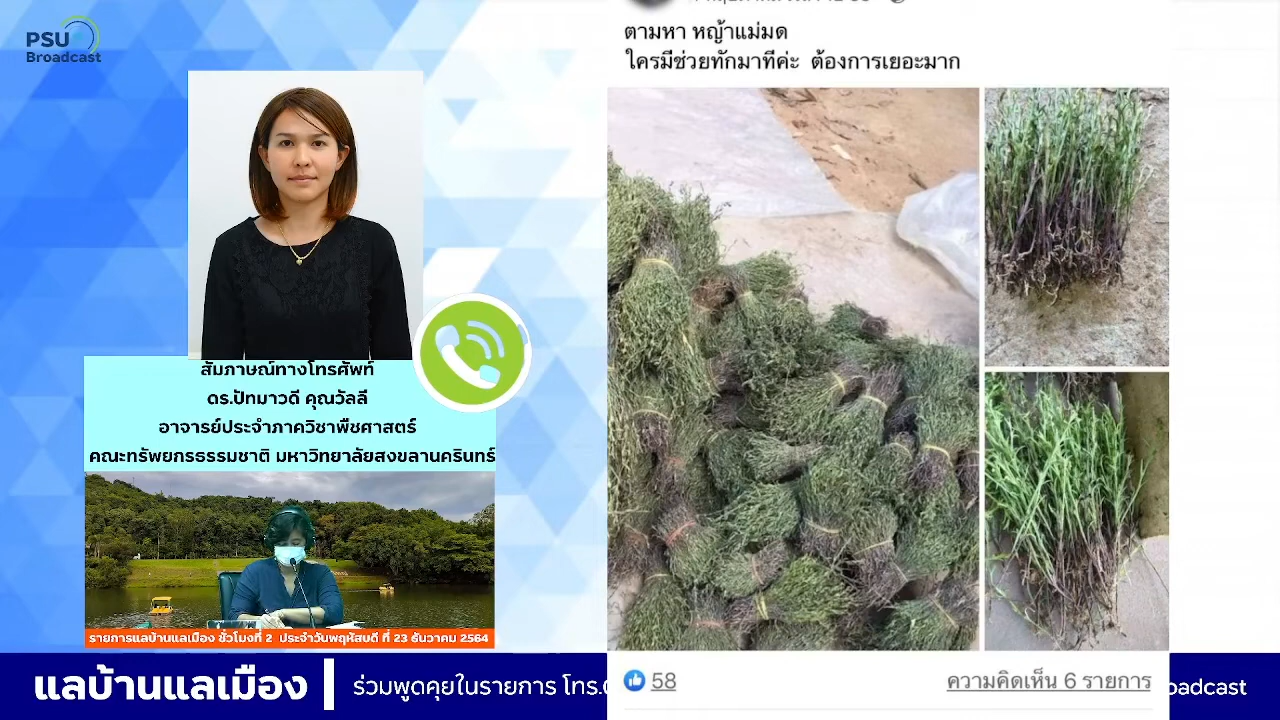 PSU
Broadcast
ตามหา หญ้าแม่มด
ใครมีช่วยทักมาทีค่ะ ต้องการเยอะมาก
สัมภาษณ์ทางโทรศัพท์
ดร.ปัทมาวดี คุณวัลลี
อาจารย์ประจำภาควิชาพืชศาสตร์
คณะทรัพยกรธรรมชาติ มหาวิทยาลัยสงขลานครินทร์
รายการแลบ้านแลเมือง ชั่วโมงที่ 2 ประจำวันพฤหัสบดี ที่ 23 ธันวาคม 2564
แลบ้านแลเมือง ร่วมพูดคุยในรายการ โทร.
58 ความคิดเห็น 6 รายการ